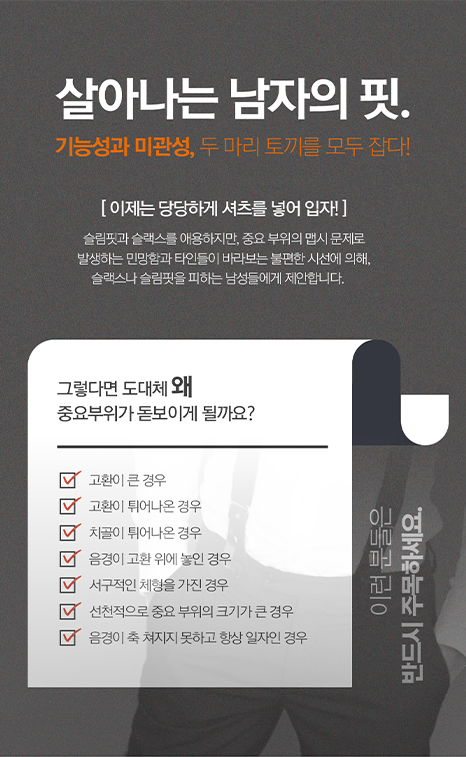 살아나는 남자의 핏.
기능성과 미관성, 두 마리 토끼를 모두 잡다!
[ 이제는 당당하게 셔츠를 넣어 입자! ]
슬림핏과 슬랙스를 애용하지만, 중요 부위의 맵시 문제로
발생하는 민망함과 타인들이 바라보는 불편한 시선에 의해,
슬랙스나 슬림핏을 피하는 남성들에게 제안합니다.
그렇다면 도대체 왜
중요부위가 돋보이게 될까요?
고환이 큰 경우
고환이 튀어나온 경우
치골이 튀어나온 경우
음경이 고환 위에 놓인 경우
서구적인 체형을 가진 경우
선천적으로 중요 부위의 크기가 큰 경우
음경이 축 쳐지지 못하고 항상 일자인 경우
이런 분들은
반드시 주목하세요.